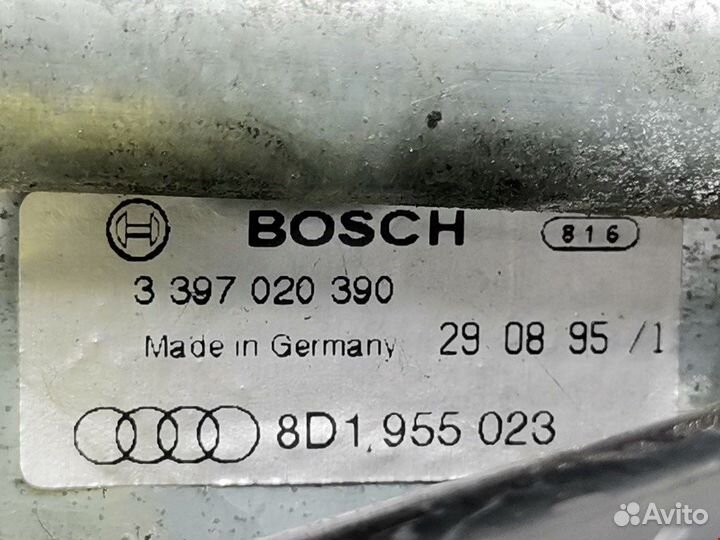 BOSCH 816
3 397 020 390
Made in Germany 29 08 95 /1
8D1 955 023
Avito